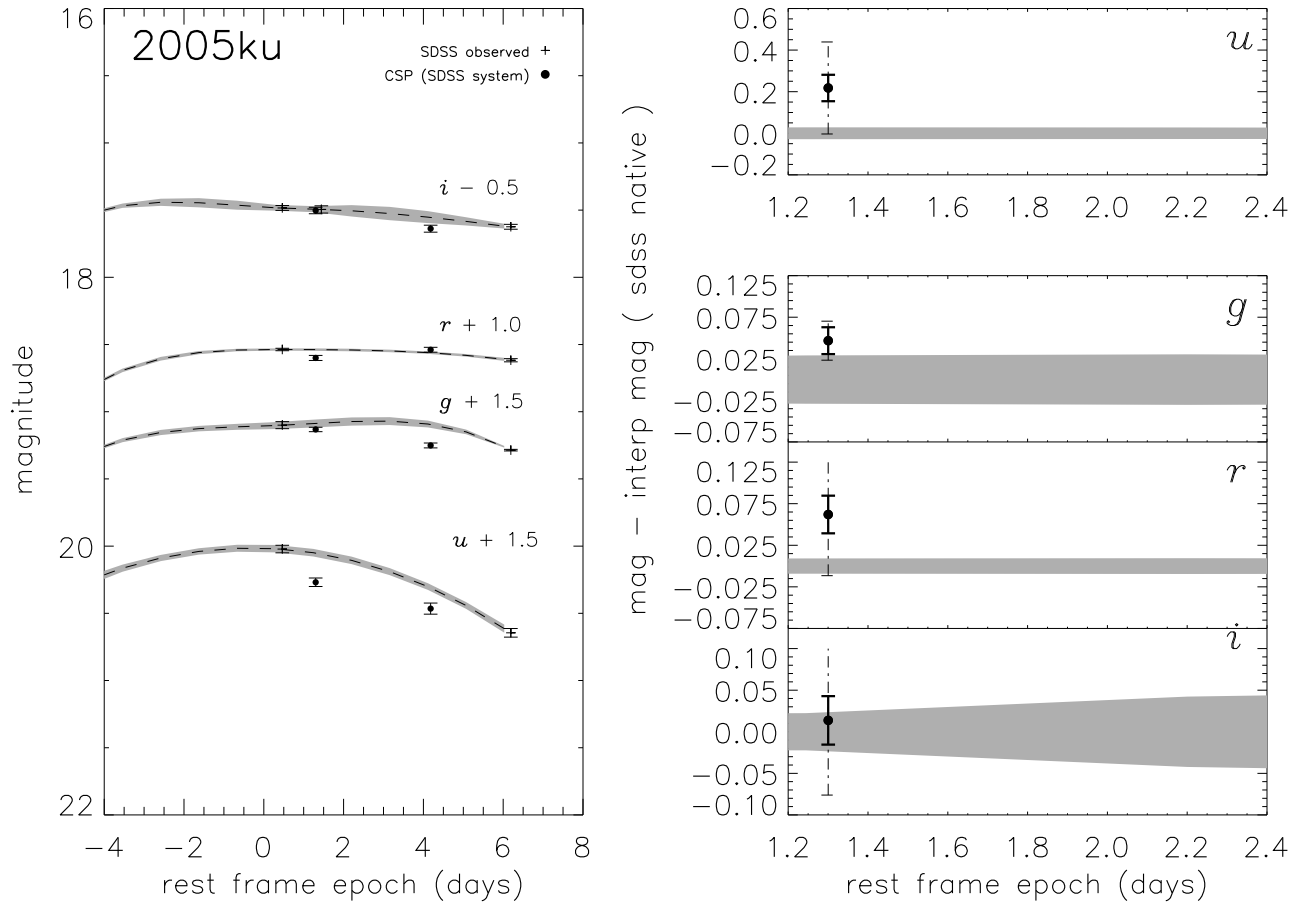 2005ku
SDSS observed +
CSP (SDSS system) ●
i − 0.5
r + 1.0
g + 1.5
u + 1.5
16
18
20
22
magnitude
−4 −2 0 2 4 6 8
rest frame epoch (days)
mag − interp mag ( sdss native )
u
0.6
0.4
0.2
0.0
−0.2
1.2 1.4 1.6 1.8 2.0 2.2 2.4
g
0.125
0.075
0.025
−0.025
−0.075
r
0.125
0.075
0.025
−0.025
−0.075
i
0.10
0.05
0.00
−0.05
−0.10
1.2 1.4 1.6 1.8 2.0 2.2 2.4
rest frame epoch (days)